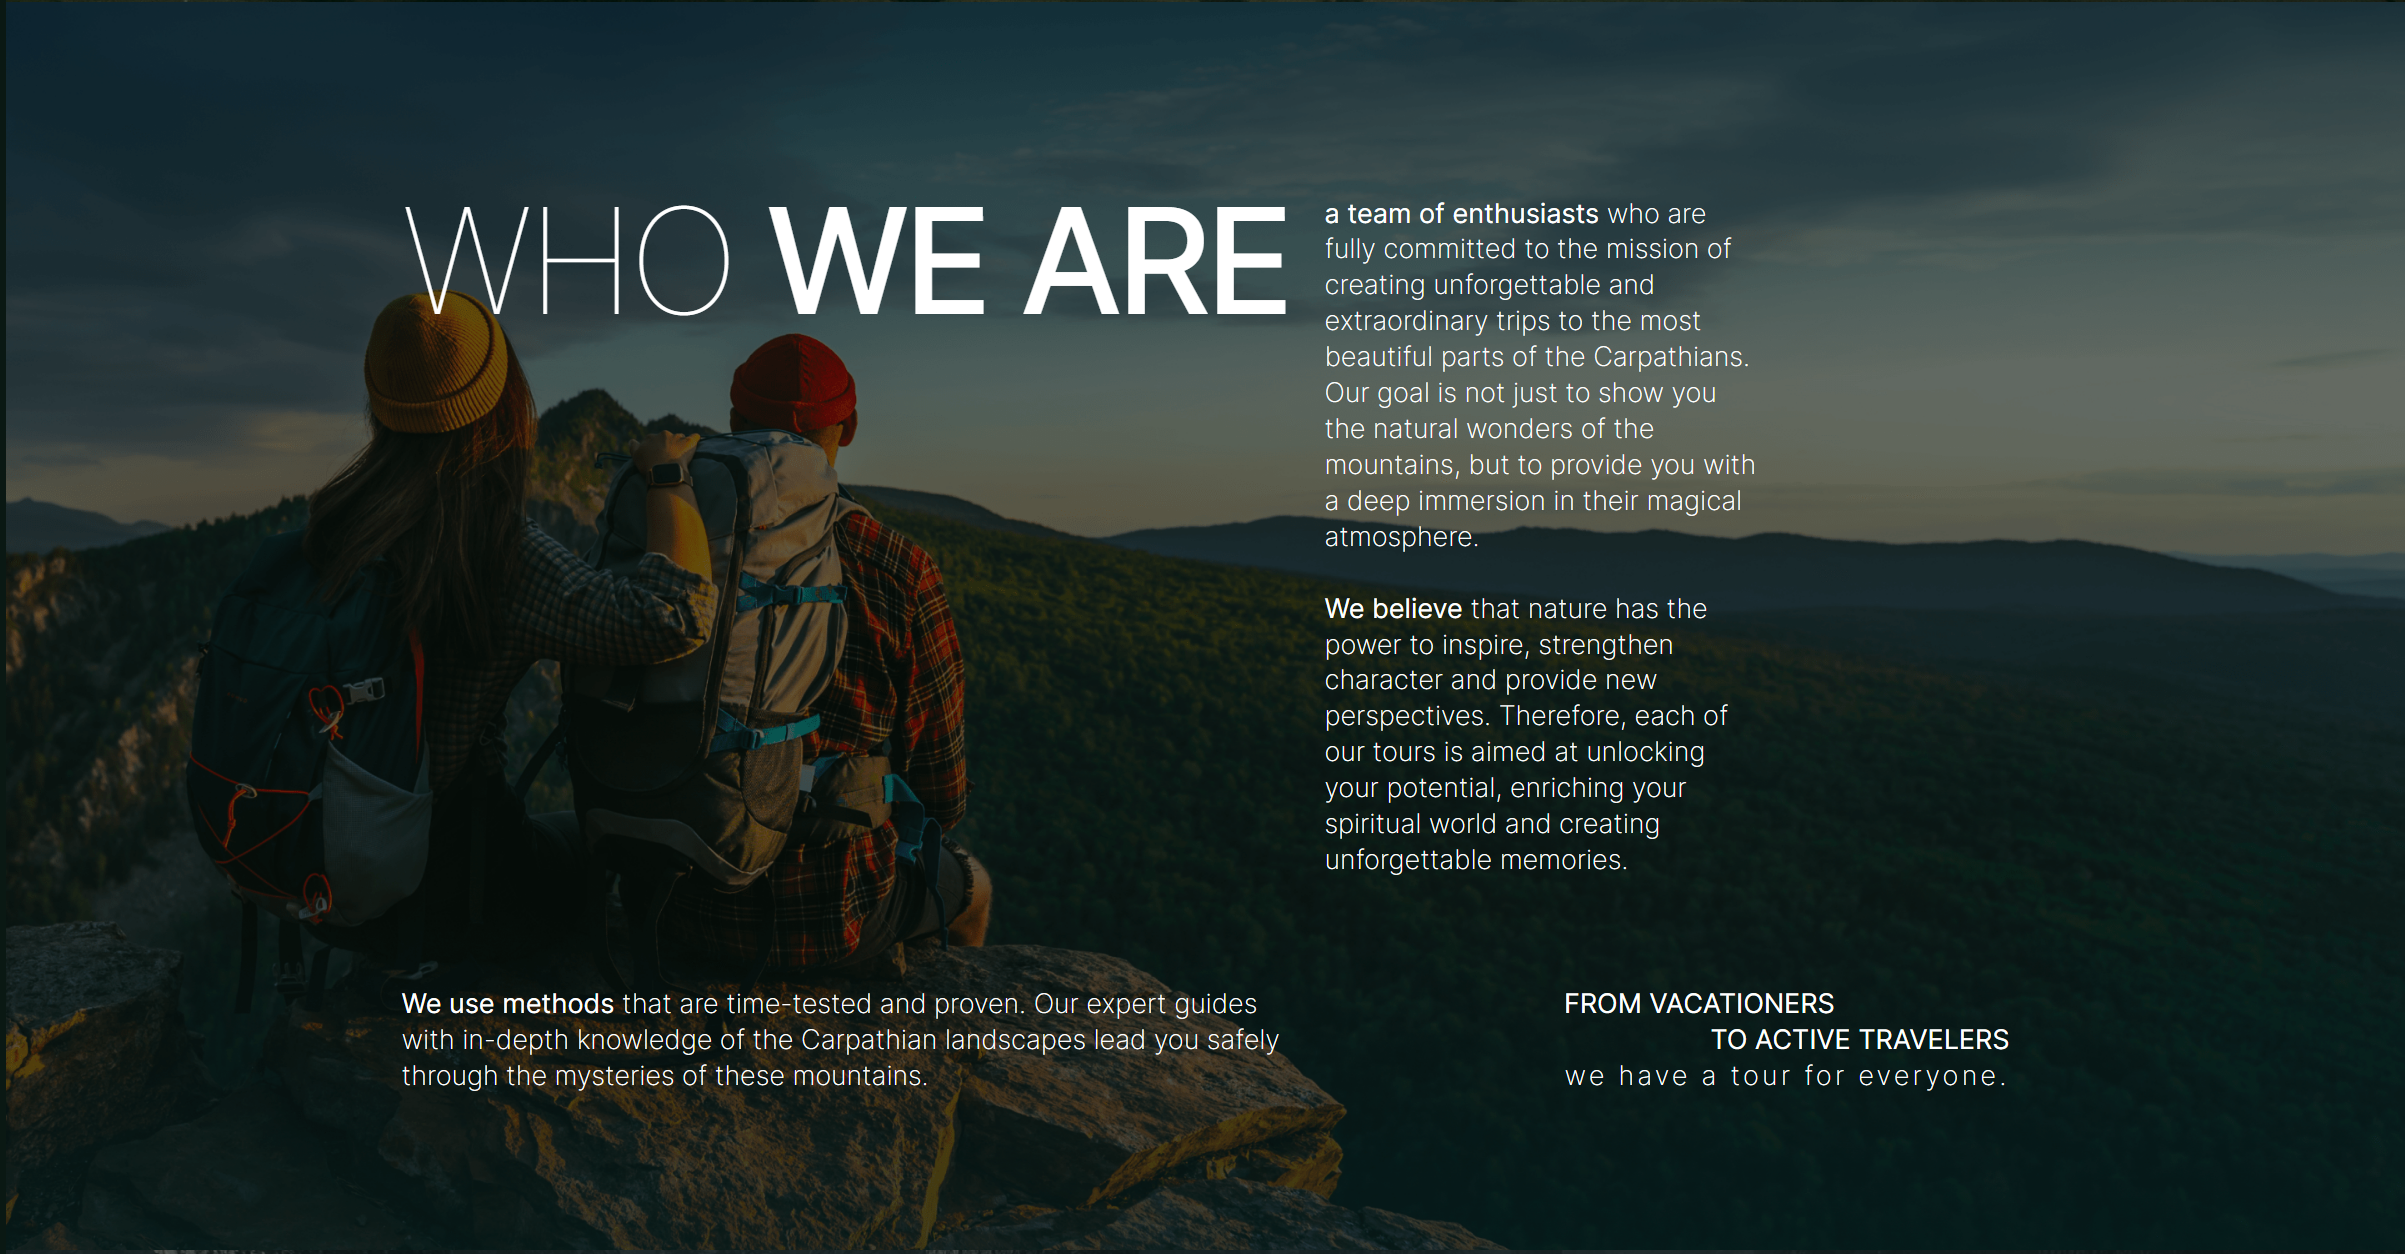 WHO WE ARE
a team of enthusiasts who are
fully committed to the mission of
creating unforgettable and
extraordinary trips to the most
beautiful parts of the Carpathians.
Our goal is not just to show you
the natural wonders of the
mountains, but to provide you with
a deep immersion in their magical
atmosphere.
We believe that nature has the
power to inspire, strengthen
character and provide new
perspectives. Therefore, each of
our tours is aimed at unlocking
your potential, enriching your
spiritual world and creating
unforgettable memories.
We use methods that are time-tested and proven. Our expert guides
with in-depth knowledge of the Carpathian landscapes lead you safely
through the mysteries of these mountains.
FROM VACATIONERS
TO ACTIVE TRAVELERS
we have a tour for everyone.